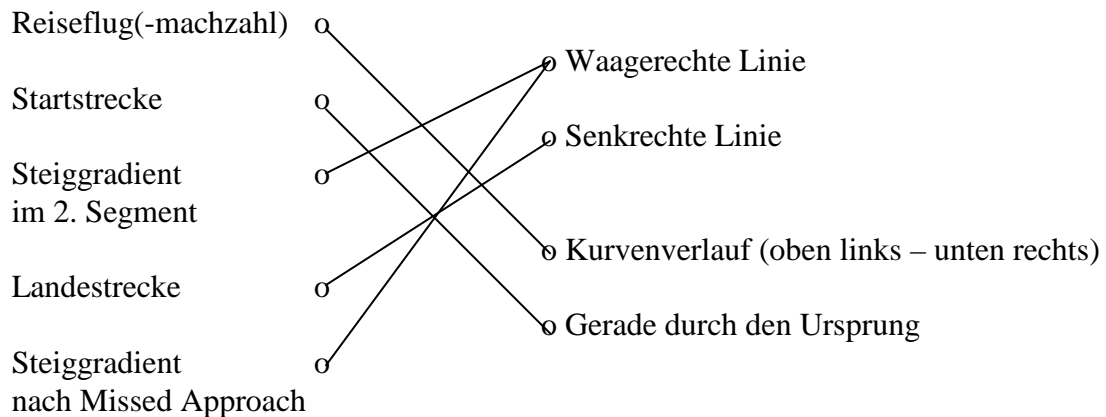 Reiseflug(-machzahl) o
o Waagerechte Linie
Startstrecke o
o Senkrechte Linie
Steiggradient o
im 2. Segment
o Kurvenverlauf (oben links – unten rechts)
Landestrecke o
o Gerade durch den Ursprung
Steiggradient o
nach Missed Approach